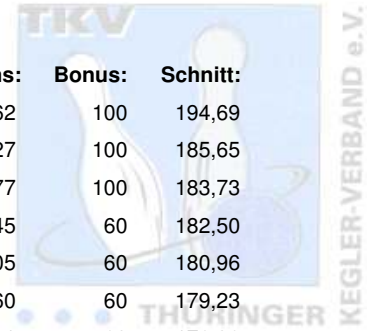 TKV
ns: Bonus: Schnitt:
62 100 194,69
27 100 185,65
77 100 183,73
45 60 182,50
05 60 180,96
60 60 179,23
THÜRINGER
KEGLER-VERBAND e.V.